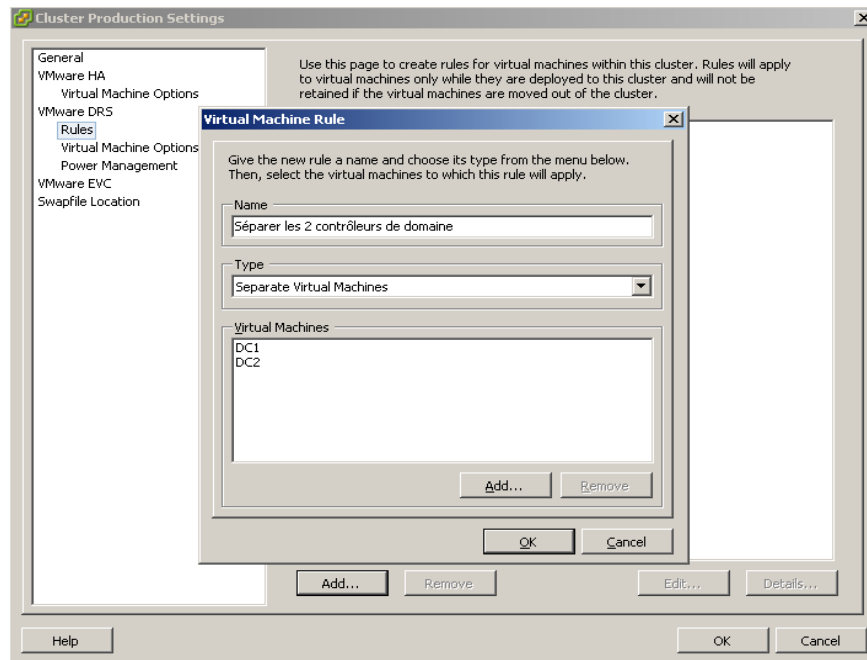 Cluster Production Settings
General
VMware HA
Virtual Machine Options
VMware DRS
Rules
Virtual Machine Options
Power Management
VMware EVC
Swapfile Location
Use this page to create rules for virtual machines within this cluster. Rules will apply
to virtual machines only while they are deployed to this cluster and will not be
retained if the virtual machines are moved out of the cluster.
Virtual Machine Rule
Give the new rule a name and choose its type from the menu below.
Then, select the virtual machines to which this rule will apply.
Name
Séparer les 2 contrôleurs de domaine
Type
Separate Virtual Machines
Virtual Machines
DC1
DC2
Add...
Remove
OK
Cancel
Add...
Remove
Edit...
Details...
Help
OK
Cancel